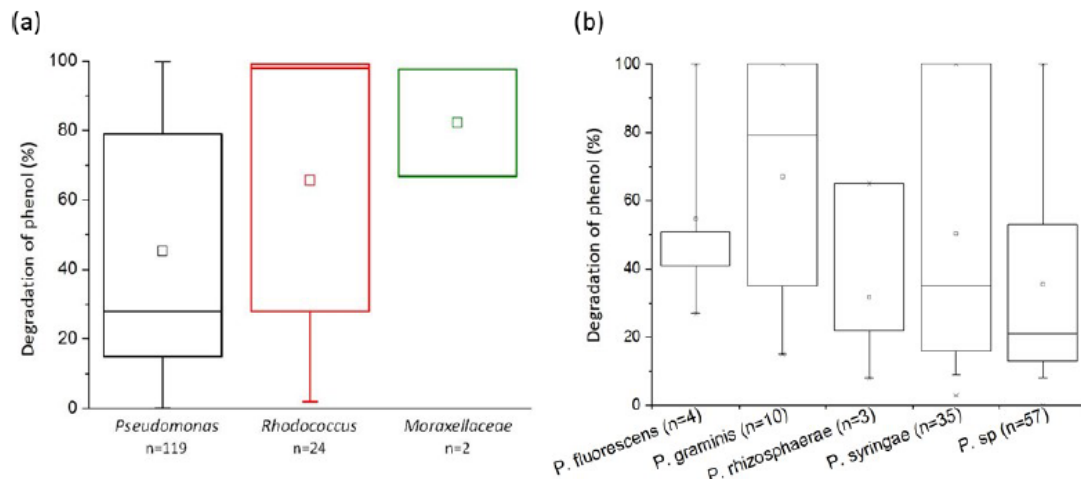 (a)
Degradation of phenol (%)
100
80
60
40
20
0
Pseudomonas
n=119
Rhodococcus
n=24
Moraxellaceae
n=2
(b)
Degradation of phenol (%)
100
80
60
40
20
0
P. fluorescens (n=4)
P. graminis (n=10)
P. rhizosphaerae (n=3)
P. syringae (n=35)
P. sp (n=57)